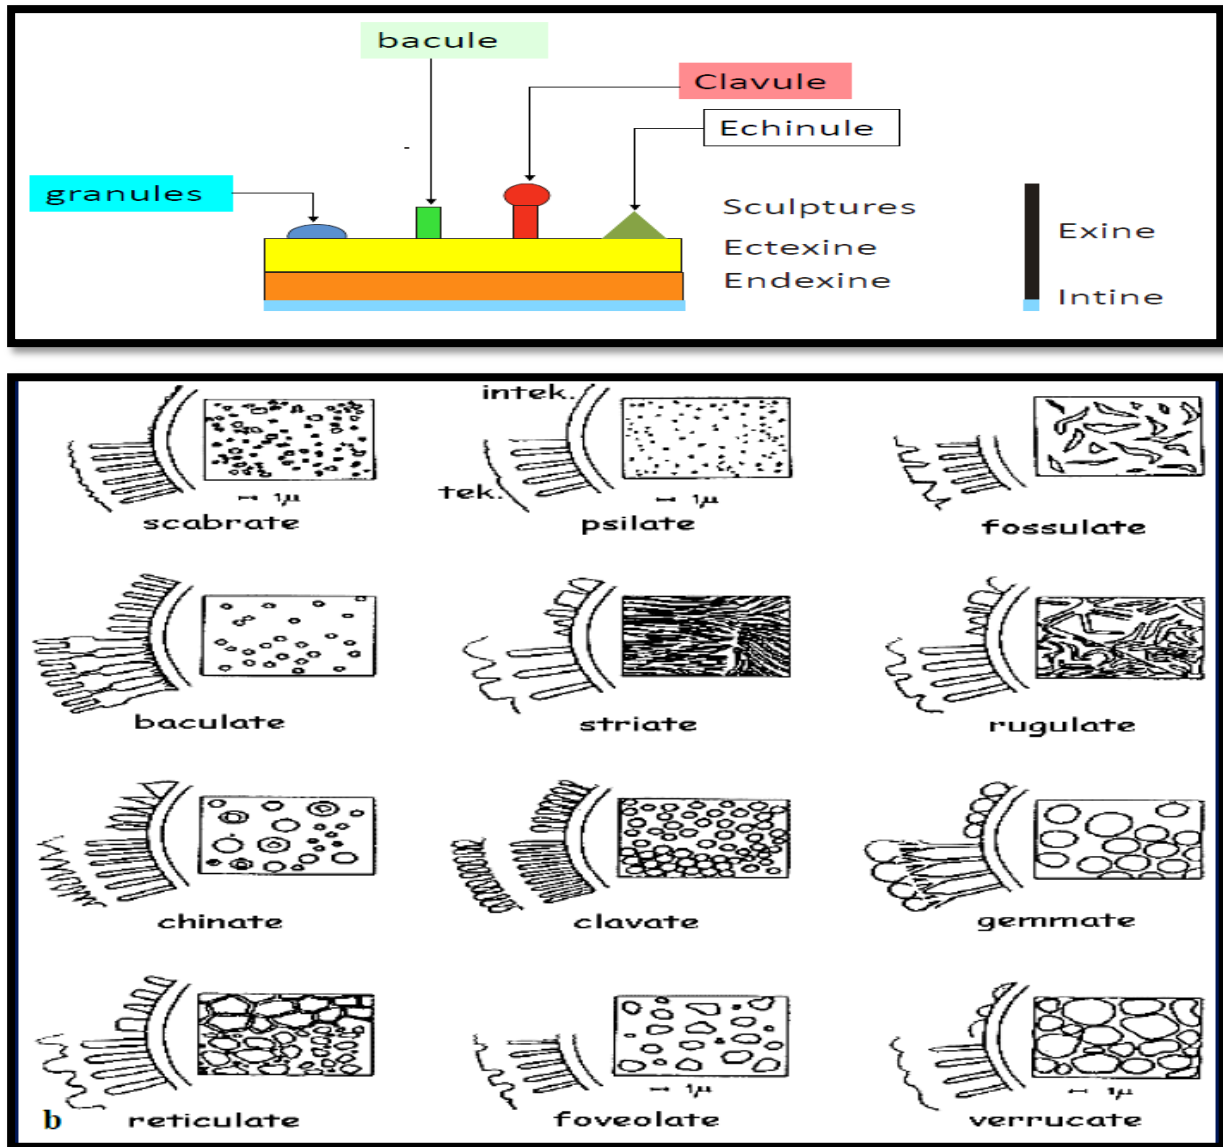 bacule
Clavule
Echinule
granules
Sculptures
Ectexine
Endexine
Exine
Intine
intek.
tek.
1µ
scabrate
1µ
psilate
fossulate
baculate
striate
rugulate
chinate
clavate
gemmate
b
reticulate
1µ
foveolate
1µ
verrucate